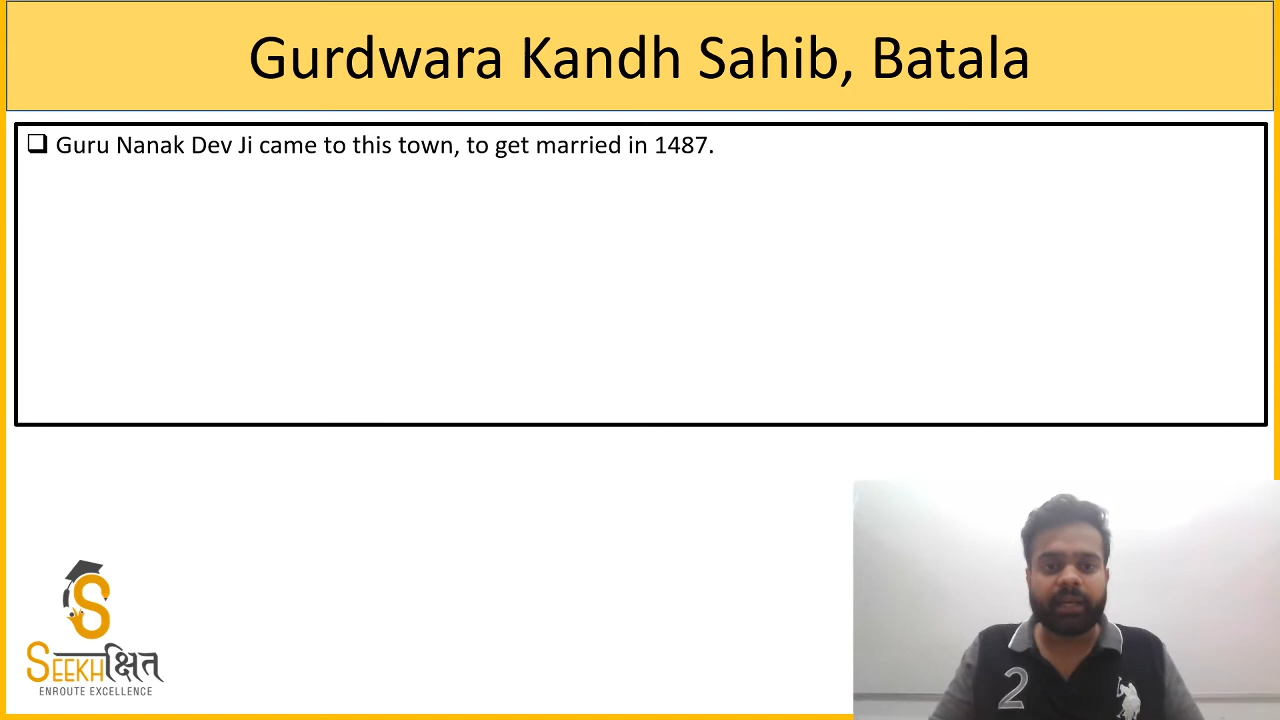 Gurdwara Kandh Sahib, Batala
❑ Guru Nanak Dev Ji came to this town, to get married in 1487.
S
SEEKHक्षित
ENROUTE EXCELLENCE
2